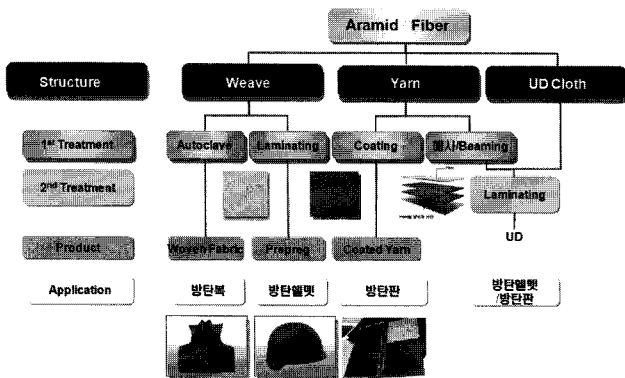 Aramid Fiber
Structure
Weave
Yarn
UD Cloth
1st Treatment
Autoclave
Laminating
Coating
/Beaming
2nd Treatment
Laminating
UD
Product
Woven Fabric
Prepreg
Coated Yarn
Application
방탄복
방탄헬멧
방탄판
방탄헬멧
/방탄판